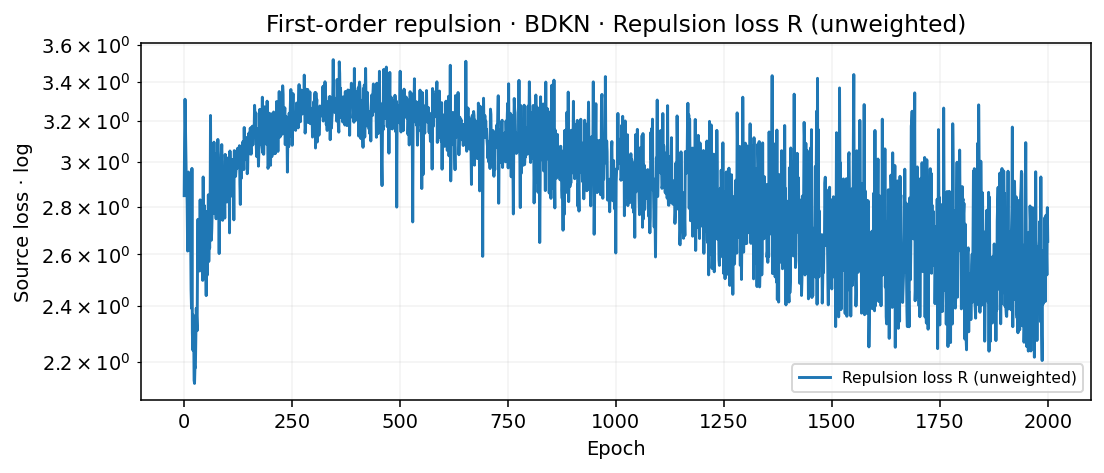 First-order repulsion · BDKN · Repulsion loss R (unweighted)
Source loss · log
3.6 × 10⁰
3.4 × 10⁰
3.2 × 10⁰
3 × 10⁰
2.8 × 10⁰
2.6 × 10⁰
2.4 × 10⁰
2.2 × 10⁰
Repulsion loss R (unweighted)
0 250 500 750 1000 1250 1500 1750 2000
Epoch